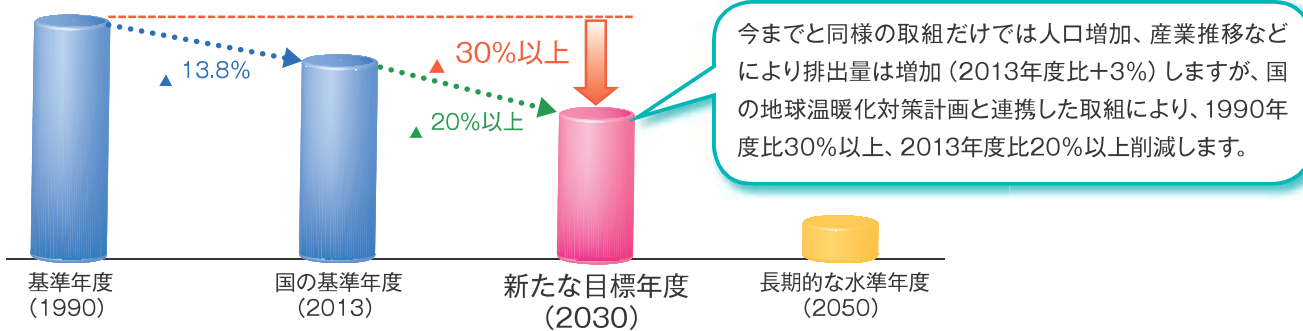 ▲ 13.8%
▲ 30%以上
▲ 20%以上
今までと同様の取組だけでは人口増加、産業推移など
により排出量は増加（2013年度比＋3%）しますが、国
の地球温暖化対策計画と連携した取組により、1990年
度比30%以上、2013年度比20%以上削減します。
基準年度
（1990）
国の基準年度
（2013）
新たな目標年度
（2030）
長期的な水準年度
（2050）